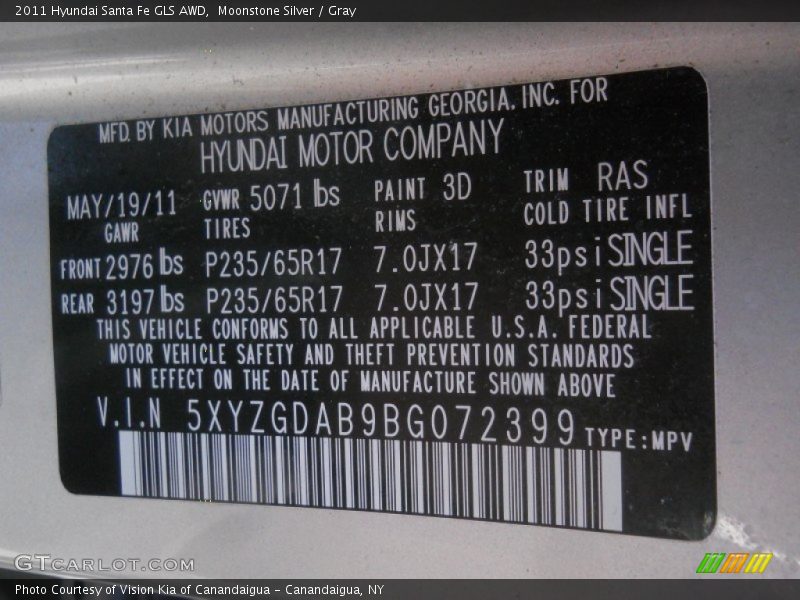 2011 Hyundai Santa Fe GLS AWD,  Moonstone Silver / Gray
MFD. BY KIA MOTORS MANUFACTURING GEORGIA. INC. FOR
HYUNDAI MOTOR COMPANY
MAY/19/11 GVWR 5071 lbs PAINT 3D TRIM RAS
GAWR TIRES RIMS COLD TIRE INFL
FRONT 2976 lbs P235/65R17 7.0JX17 33psi SINGLE
REAR 3197 lbs P235/65R17 7.0JX17 33psi SINGLE
THIS VEHICLE CONFORMS TO ALL APPLICABLE U.S.A. FEDERAL
MOTOR VEHICLE SAFETY AND THEFT PREVENTION STANDARDS
IN EFFECT ON THE DATE OF MANUFACTURE SHOWN ABOVE
V.I.N 5XYZGDAB9BG072399 TYPE:MPV
GTCARLOT.COM
Photo Courtesy of Vision Kia of Canandaigua - Canandaigua, NY